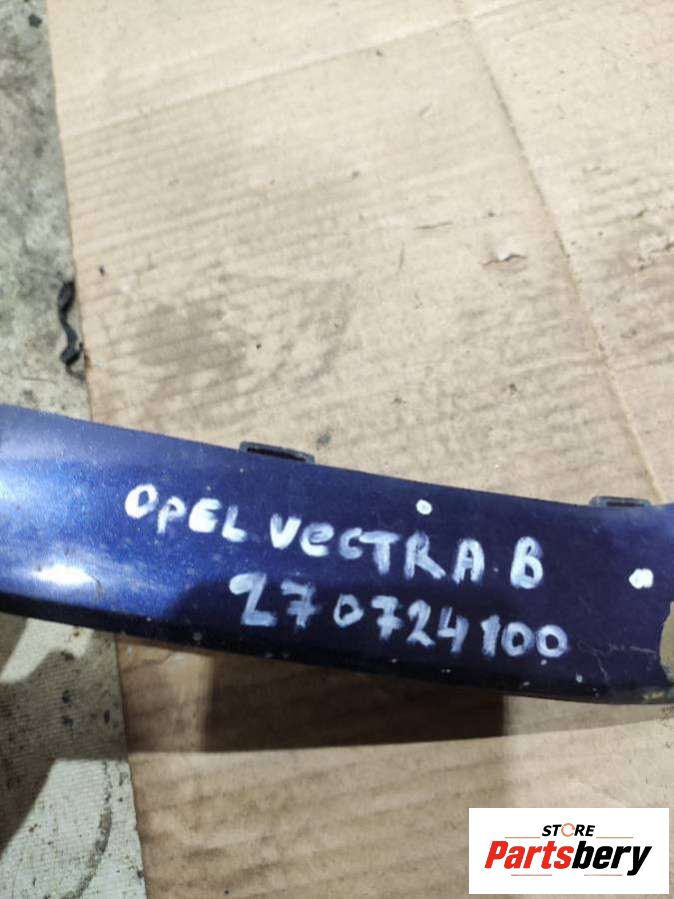 OPEL VeCTRA B
270724100
STORE
Partsbery